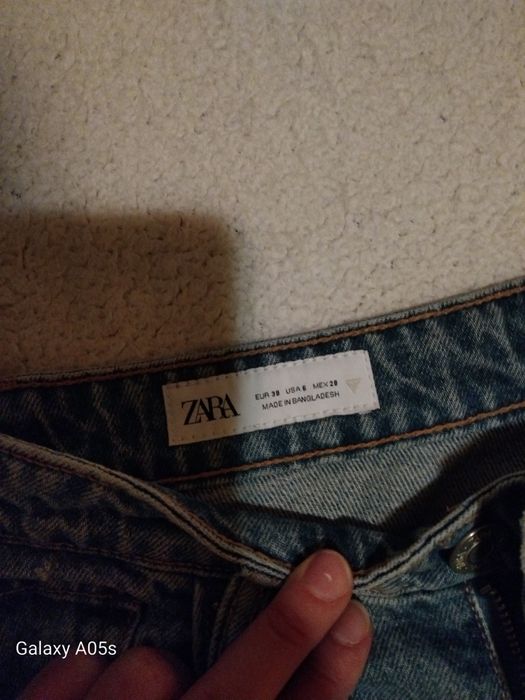 ZARA
EUR 38 USA 6 MEX 28
MADE IN BANGLADESH
Galaxy A05s